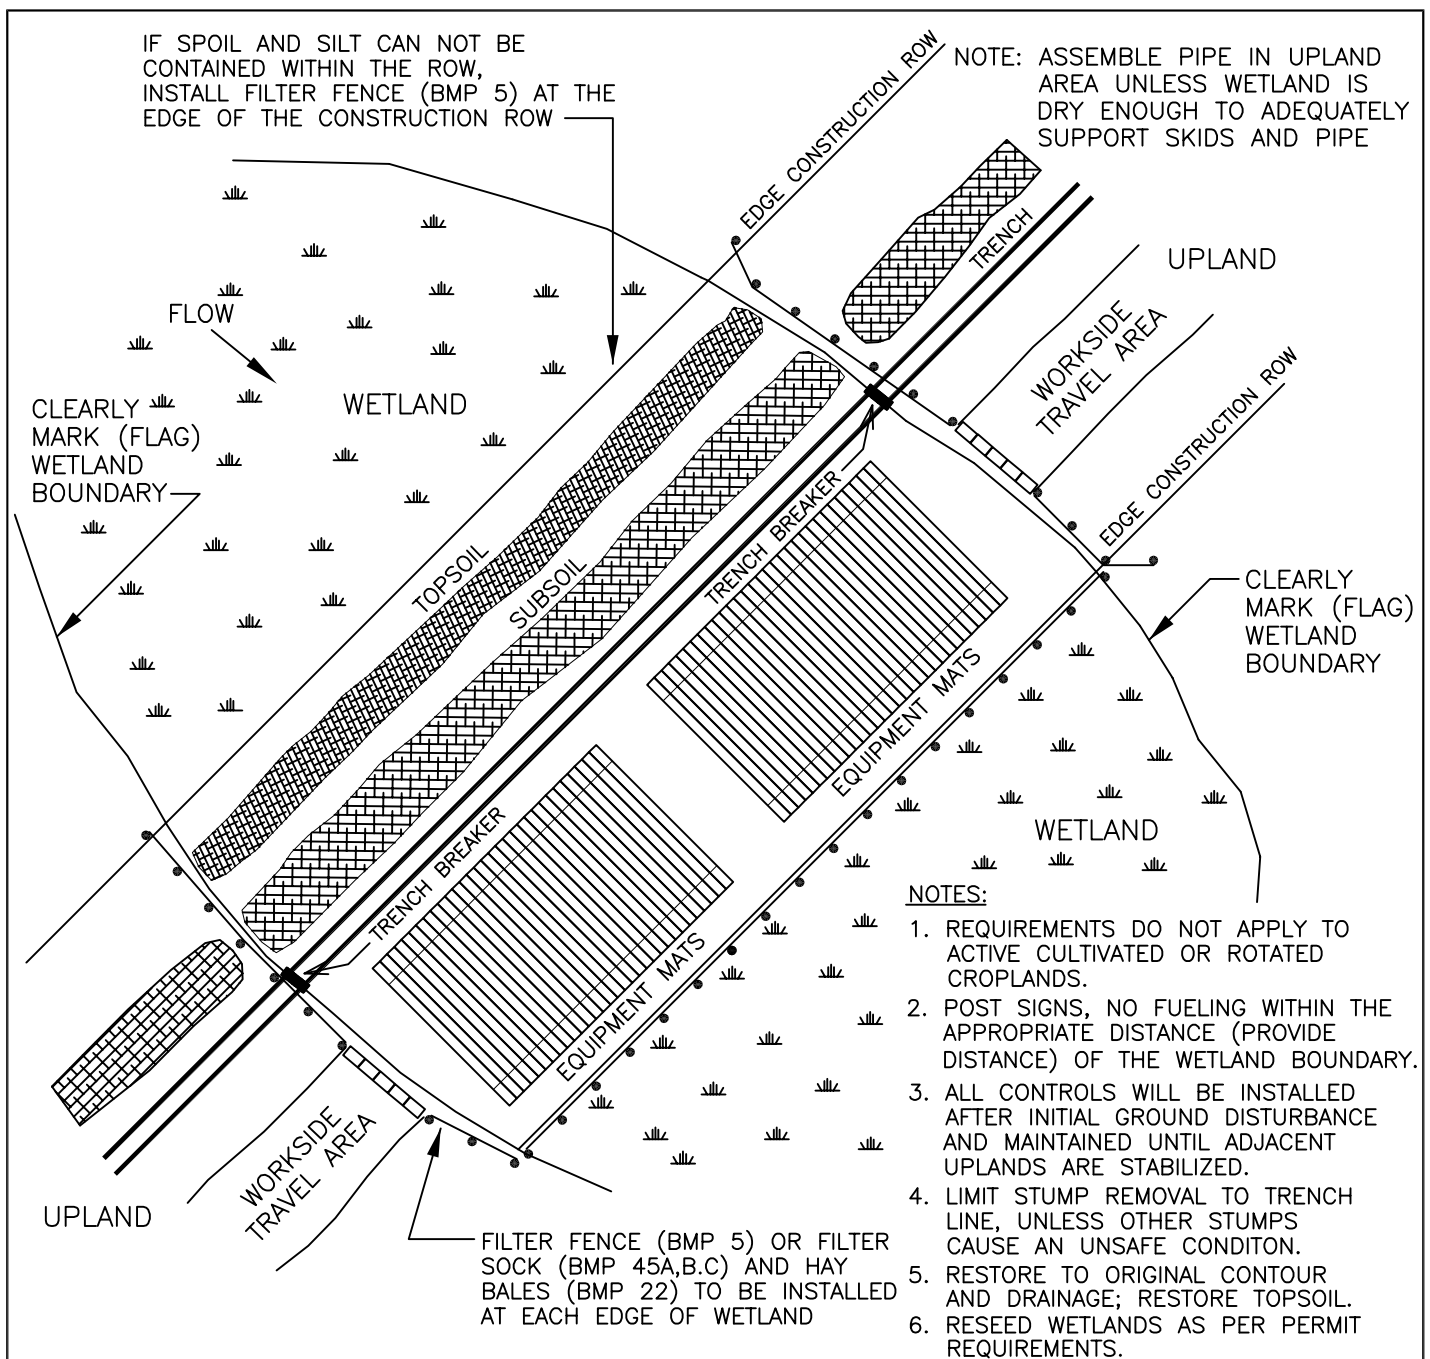 IF SPOIL AND SILT CAN NOT BE
CONTAINED WITHIN THE ROW,
INSTALL FILTER FENCE (BMP 5) AT THE
EDGE OF THE CONSTRUCTION ROW
NOTE: ASSEMBLE PIPE IN UPLAND
AREA UNLESS WETLAND IS
DRY ENOUGH TO ADEQUATELY
SUPPORT SKIDS AND PIPE
EDGE CONSTRUCTION ROW
TRENCH
UPLAND
FLOW
WORKSIDE
TRAVEL AREA
WETLAND
CLEARLY
MARK (FLAG)
WETLAND
BOUNDARY
EDGE CONSTRUCTION ROW
TOPSOIL
SUBSOIL
TRENCH BREAKER
CLEARLY
MARK (FLAG)
WETLAND
BOUNDARY
EQUIPMENT MATS
WETLAND
TRENCH BREAKER
EQUIPMENT MATS
WORKSIDE
TRAVEL AREA
UPLAND
FILTER FENCE (BMP 5) OR FILTER
SOCK (BMP 45A,B.C) AND HAY
BALES (BMP 22) TO BE INSTALLED
AT EACH EDGE OF WETLAND
NOTES:
1. REQUIREMENTS DO NOT APPLY TO
ACTIVE CULTIVATED OR ROTATED
CROPLANDS.
2. POST SIGNS, NO FUELING WITHIN THE
APPROPRIATE DISTANCE (PROVIDE
DISTANCE) OF THE WETLAND BOUNDARY.
3. ALL CONTROLS WILL BE INSTALLED
AFTER INITIAL GROUND DISTURBANCE
AND MAINTAINED UNTIL ADJACENT
UPLANDS ARE STABILIZED.
4. LIMIT STUMP REMOVAL TO TRENCH
LINE, UNLESS OTHER STUMPS
CAUSE AN UNSAFE CONDITON.
5. RESTORE TO ORIGINAL CONTOUR
AND DRAINAGE; RESTORE TOPSOIL.
6. RESEED WETLANDS AS PER PERMIT
REQUIREMENTS.